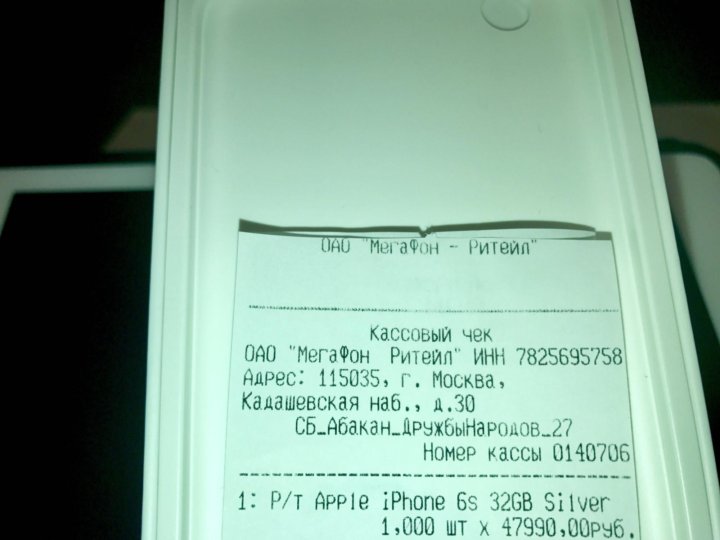 ОАО "МегаФон - Ритейл"
Кассовый чек
ОАО "МегаФон Ритейл" ИНН 7825695758
Адрес: 115035, г. Москва,
Кадашевская наб., д.30
СБ_Абакан_ДружбыНародов_27
Номер кассы 0140706
1: Р/т Apple iPhone 6s 32GB Silver
1,000 шт x 47990,00руб.